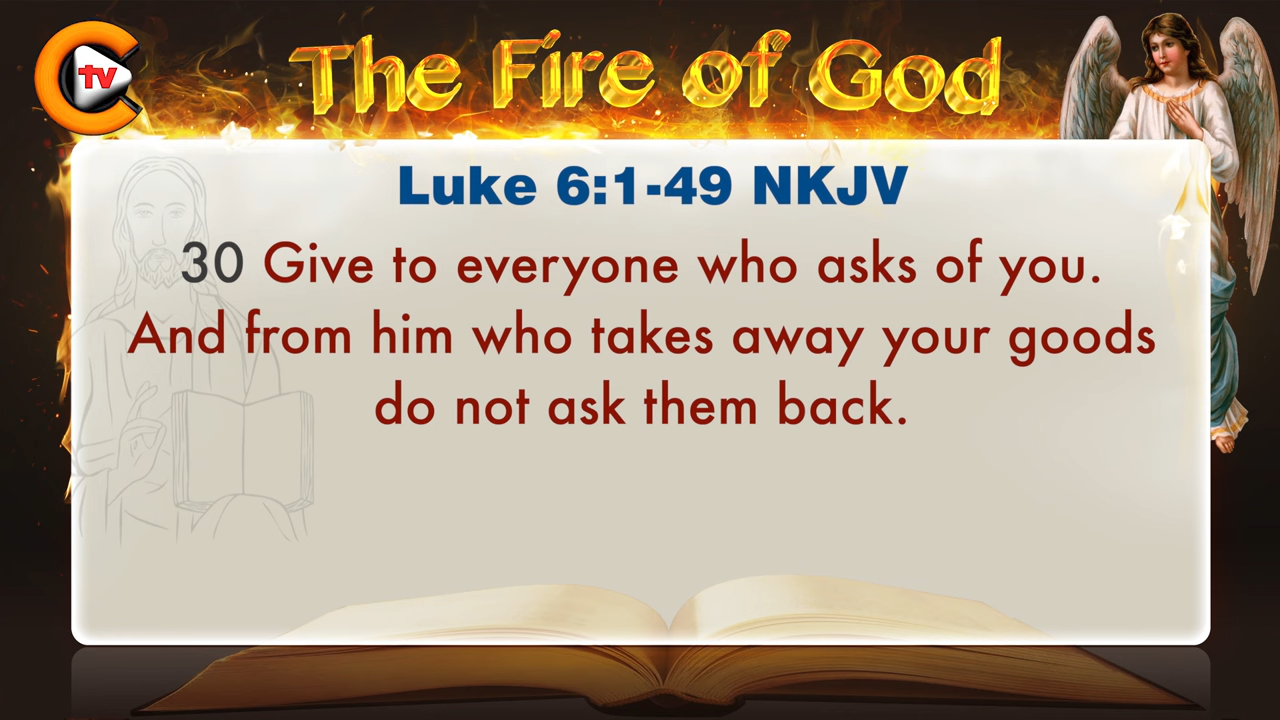 tv
The Fire of God
Luke 6:1-49 NKJV
30 Give to everyone who asks of you.
And from him who takes away your goods
do not ask them back.